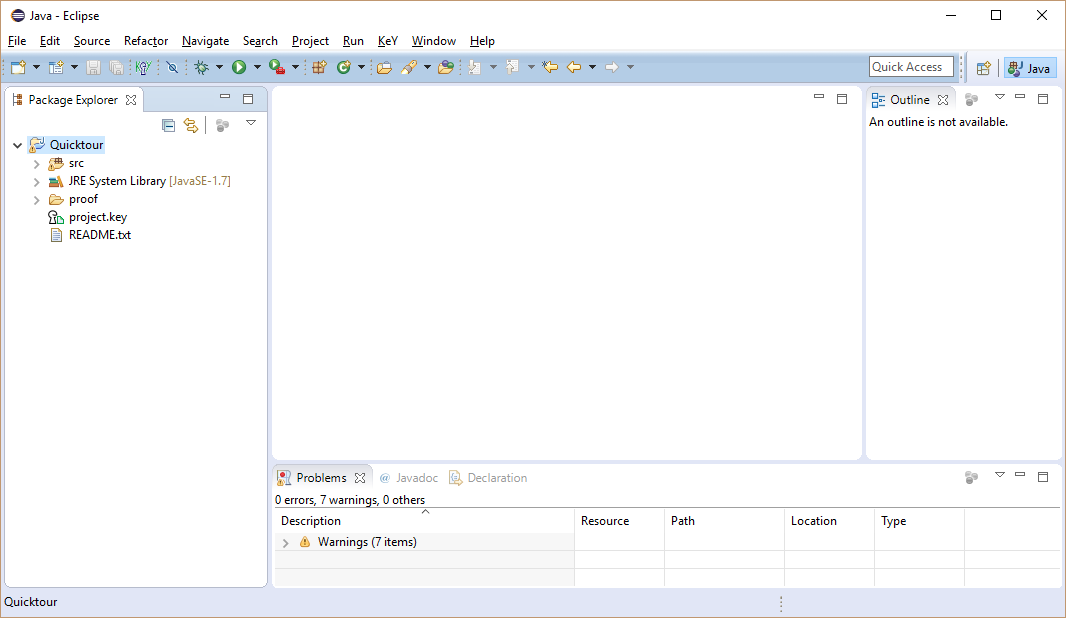 Java - Eclipse
File Edit Source Refactor Navigate Search Project Run KeY Window Help
Quick Access Java
Package Explorer
Quicktour
src
JRE System Library [JavaSE-1.7]
proof
project.key
README.txt
Outline
An outline is not available.
Problems @ Javadoc Declaration
0 errors, 7 warnings, 0 others
Description Resource Path Location Type
Warnings (7 items)
Quicktour